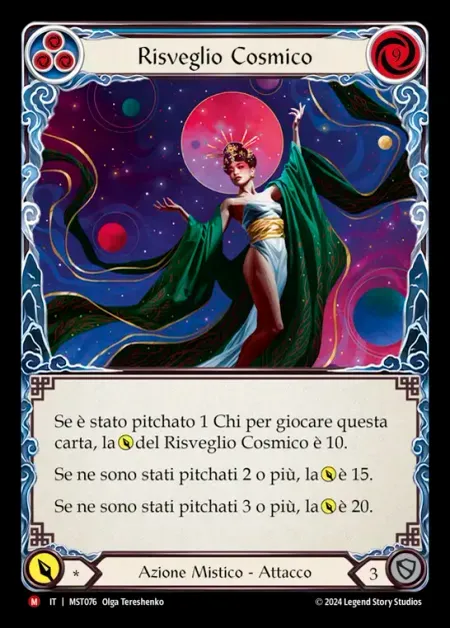 Risveglio Cosmico
9
Se è stato pitchato 1 Chi per giocare questa
carta, la del Risveglio Cosmico è 10.
Se ne sono stati pitchati 2 o più, la è 15.
Se ne sono stati pitchati 3 o più, la è 20.
*
Azione Mistico - Attacco
3
M IT | MST076 Olga Tereshenko
© 2024 Legend Story Studios